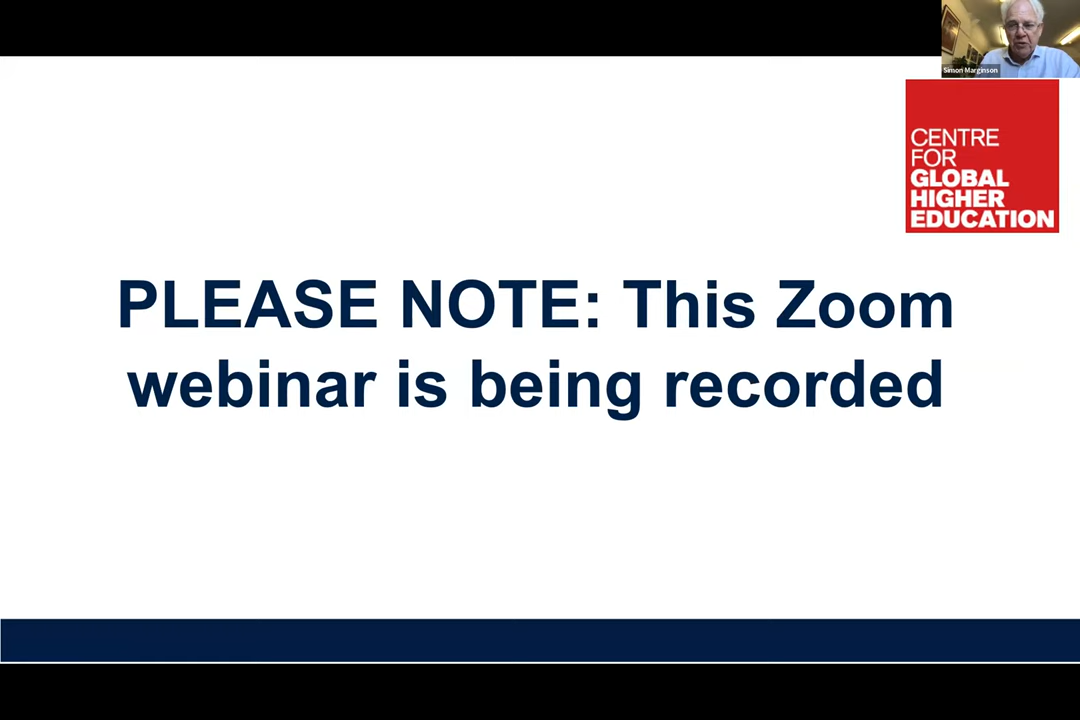 Simon Marginson
CENTRE
FOR
GLOBAL
HIGHER
EDUCATION
PLEASE NOTE: This Zoom
webinar is being recorded